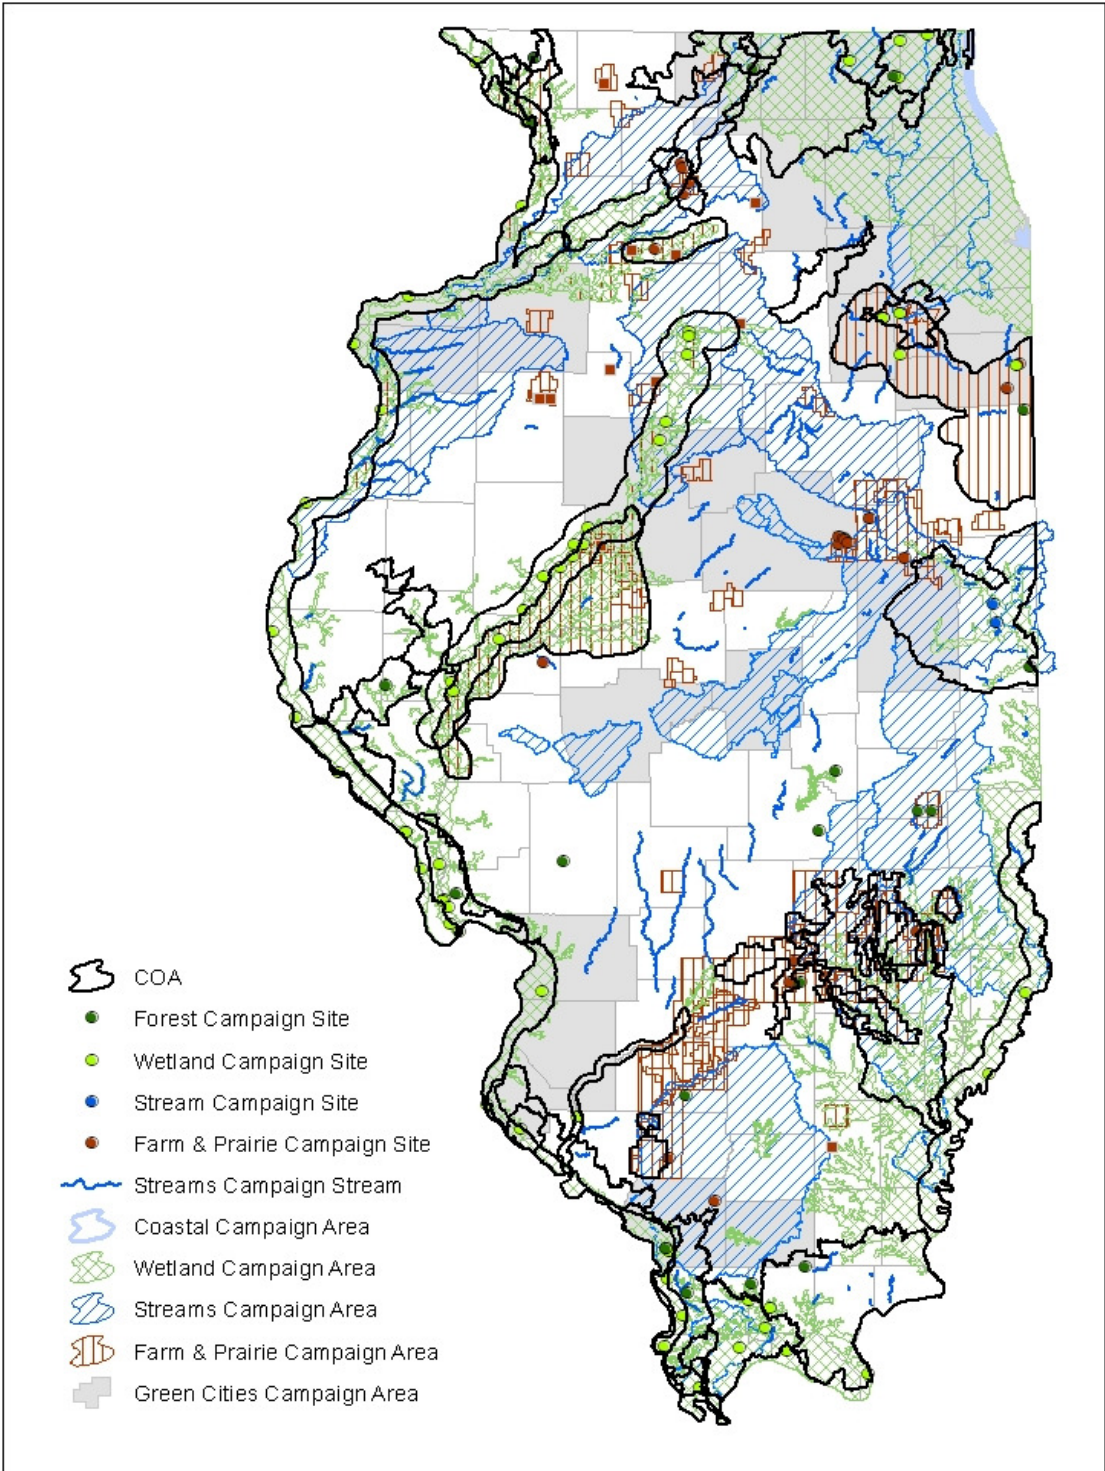 COA
Forest Campaign Site
Wetland Campaign Site
Stream Campaign Site
Farm & Prairie Campaign Site
Streams Campaign Stream
Coastal Campaign Area
Wetland Campaign Area
Streams Campaign Area
Farm & Prairie Campaign Area
Green Cities Campaign Area